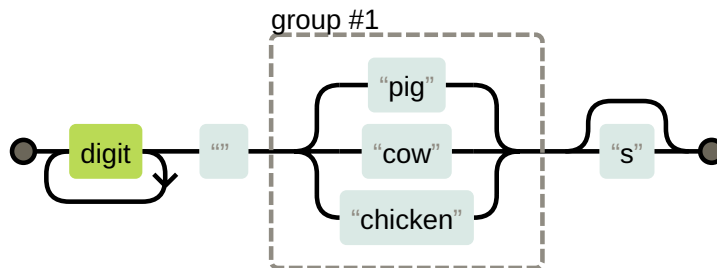 group #1
“pig”
digit “ ” “cow” “s”
“chicken”